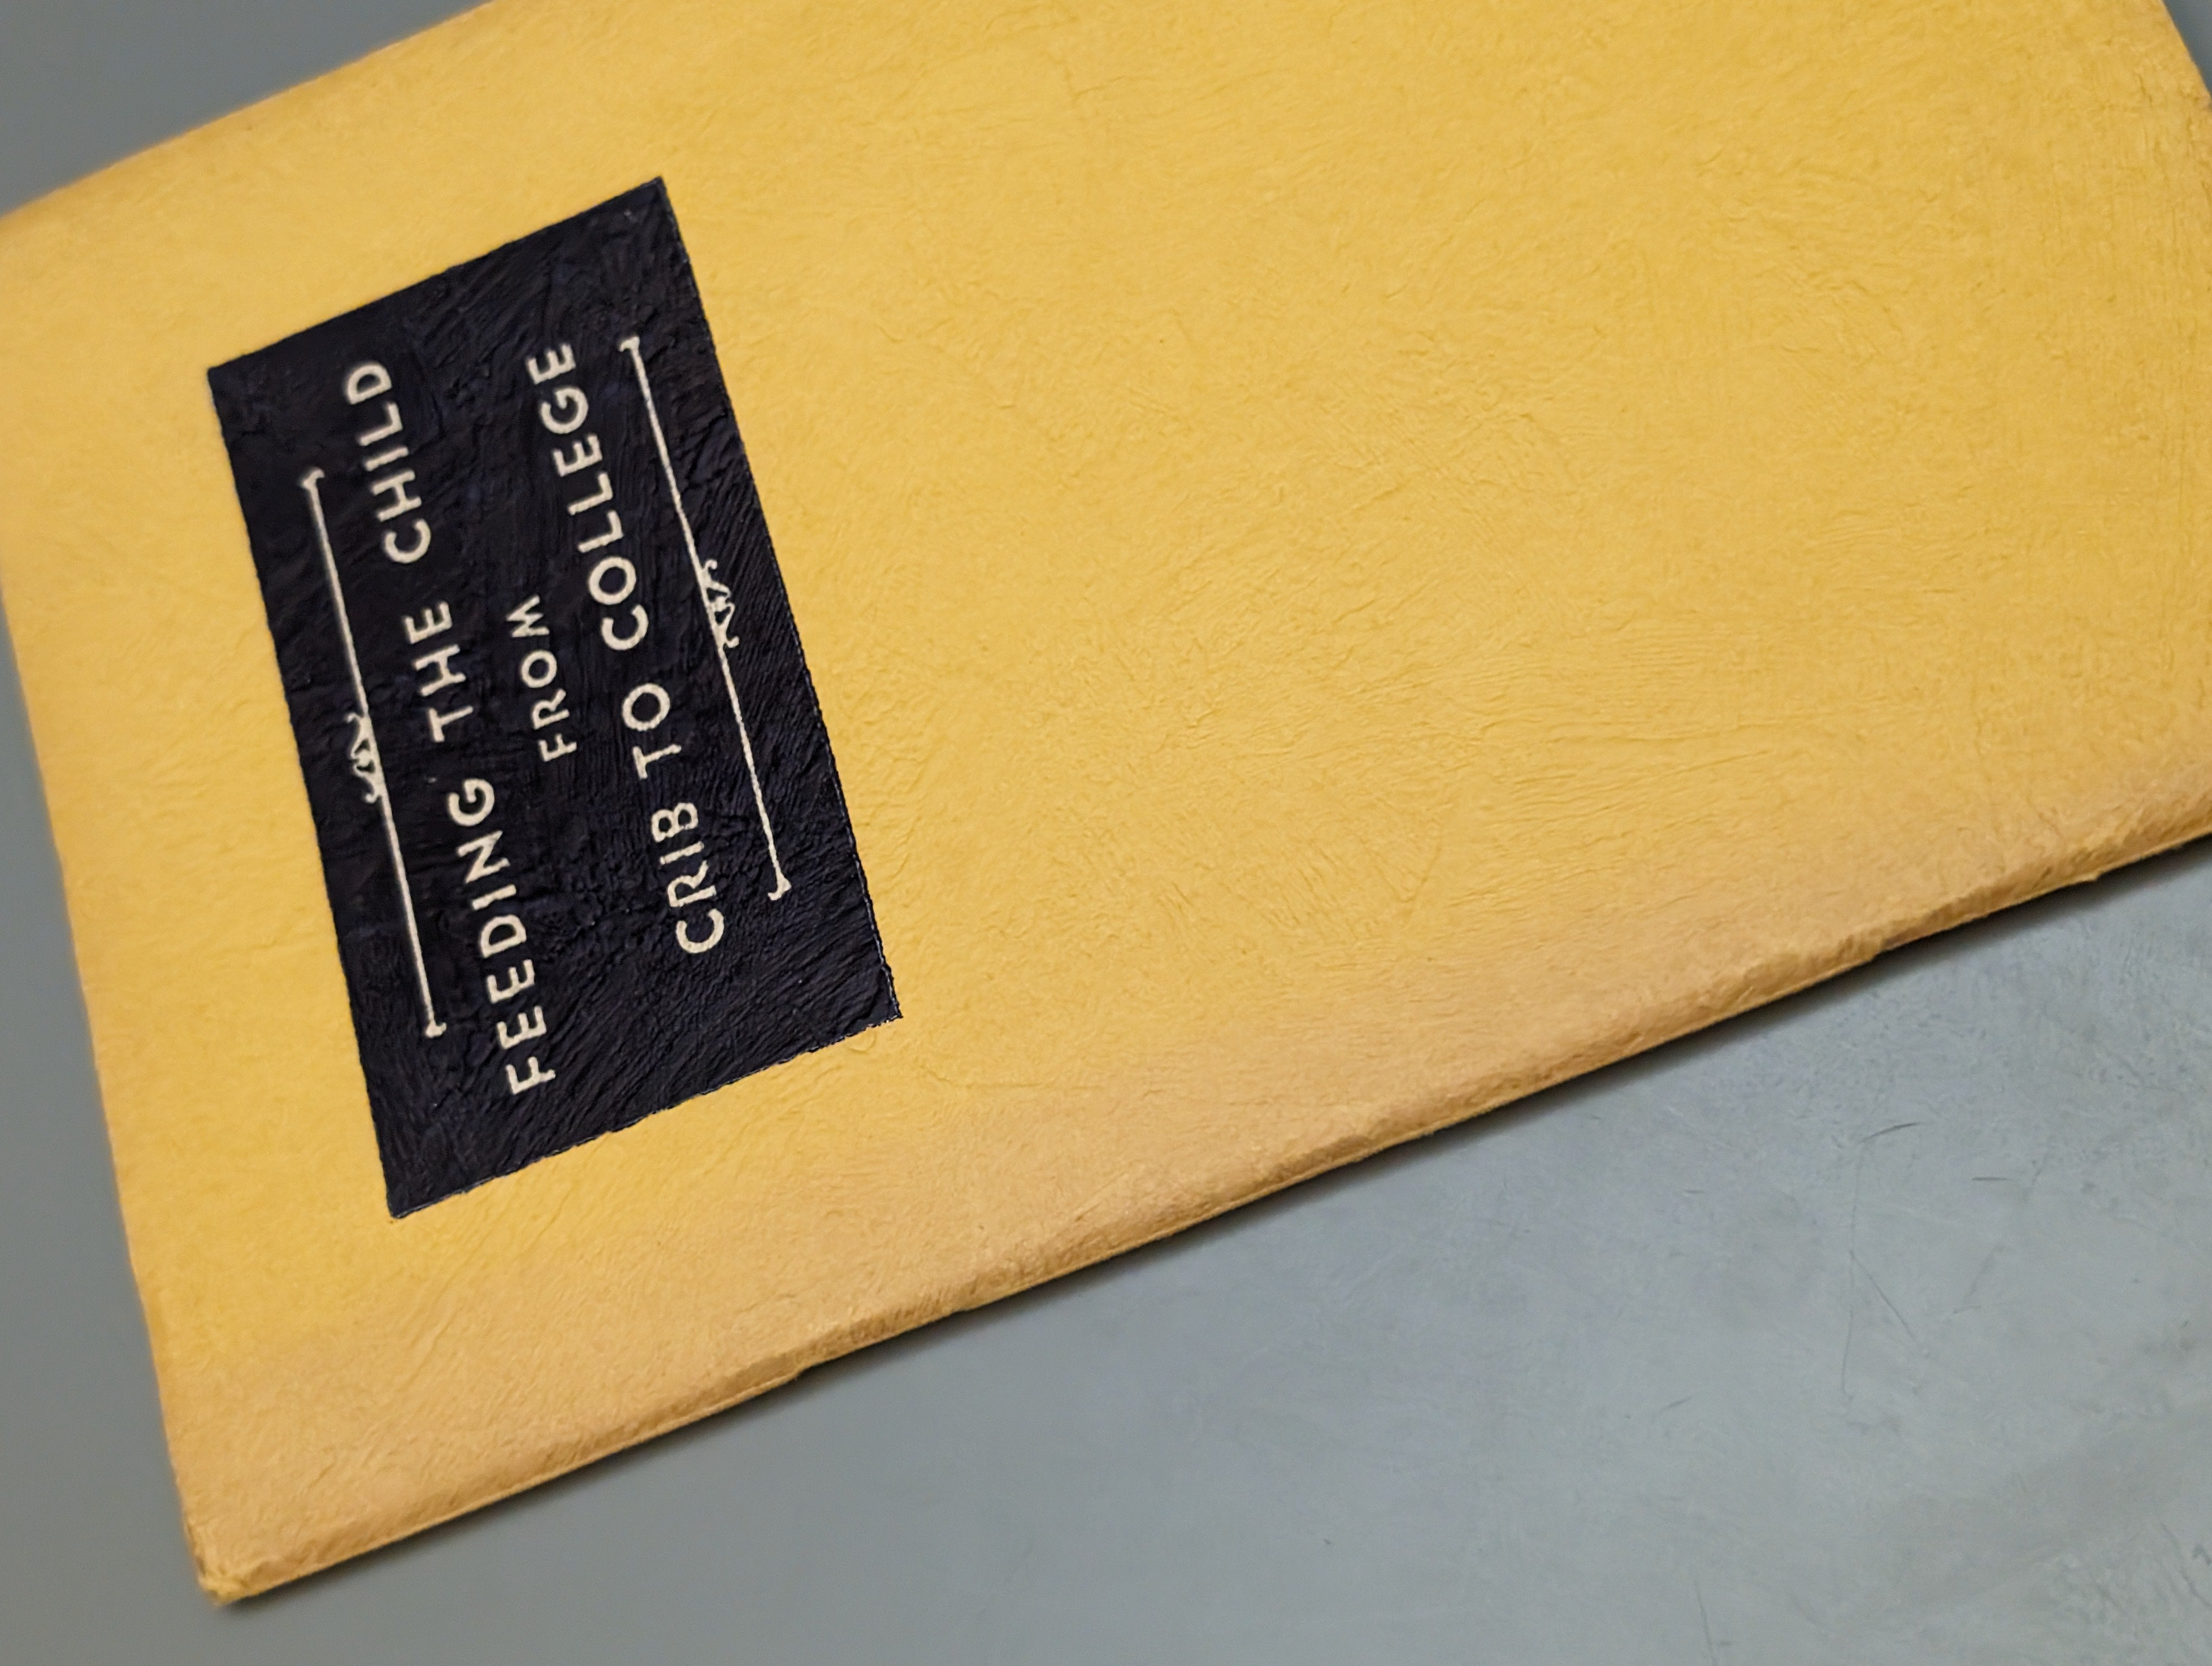 FEEDING THE CHILD
FROM
CRIB TO COLLEGE